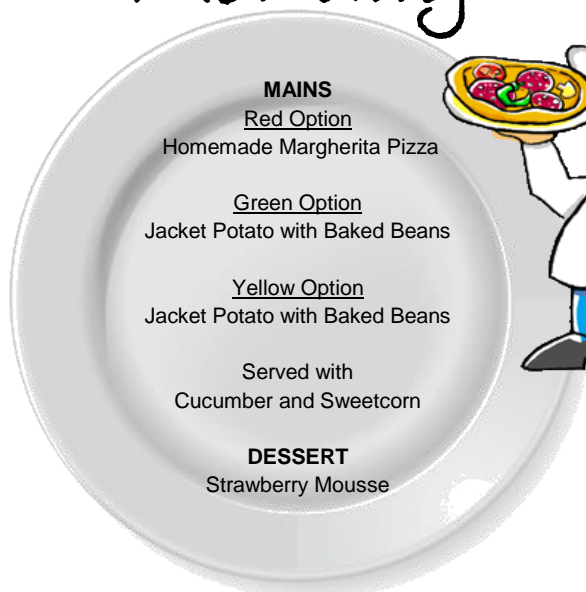 MAINS
Red Option
Homemade Margherita Pizza
Green Option
Jacket Potato with Baked Beans
Yellow Option
Jacket Potato with Baked Beans
Served with
Cucumber and Sweetcorn
DESSERT
Strawberry Mousse